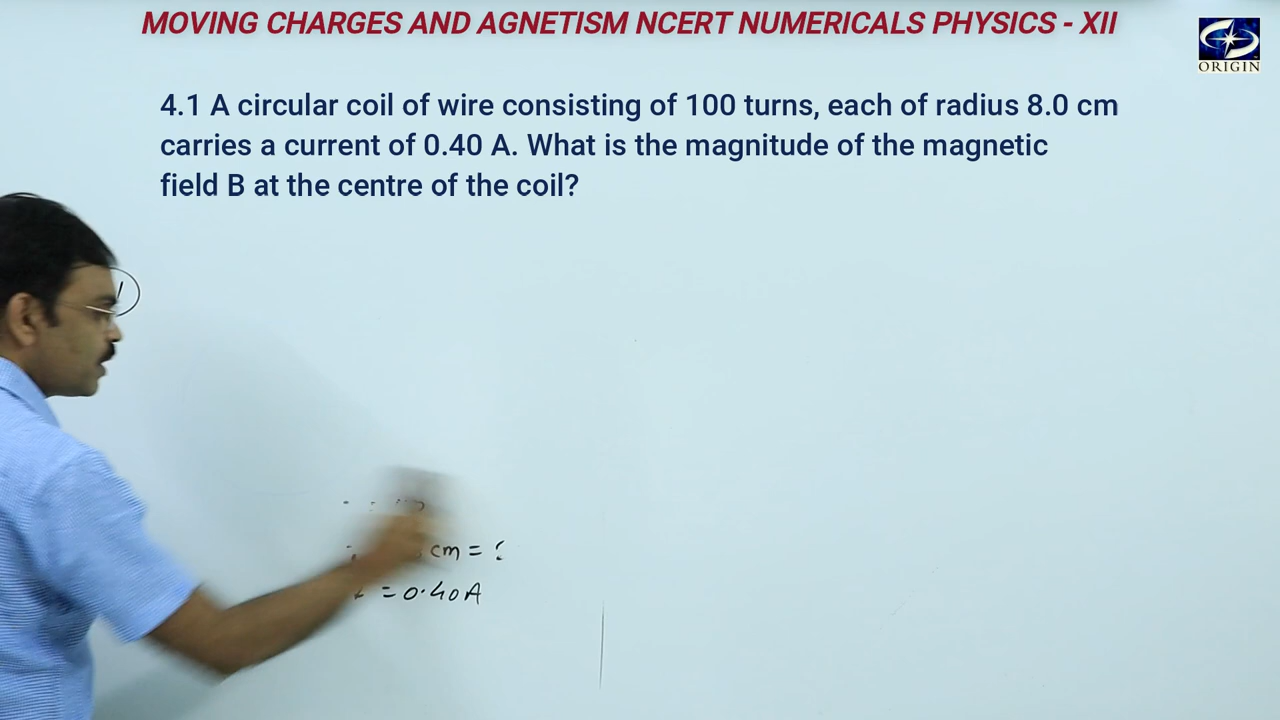 MOVING CHARGES AND AGNETISM NCERT NUMERICALS PHYSICS - XII
ORIGIN
4.1 A circular coil of wire consisting of 100 turns, each of radius 8.0 cm
carries a current of 0.40 A. What is the magnitude of the magnetic
field B at the centre of the coil?
cm =
= 0.40 A